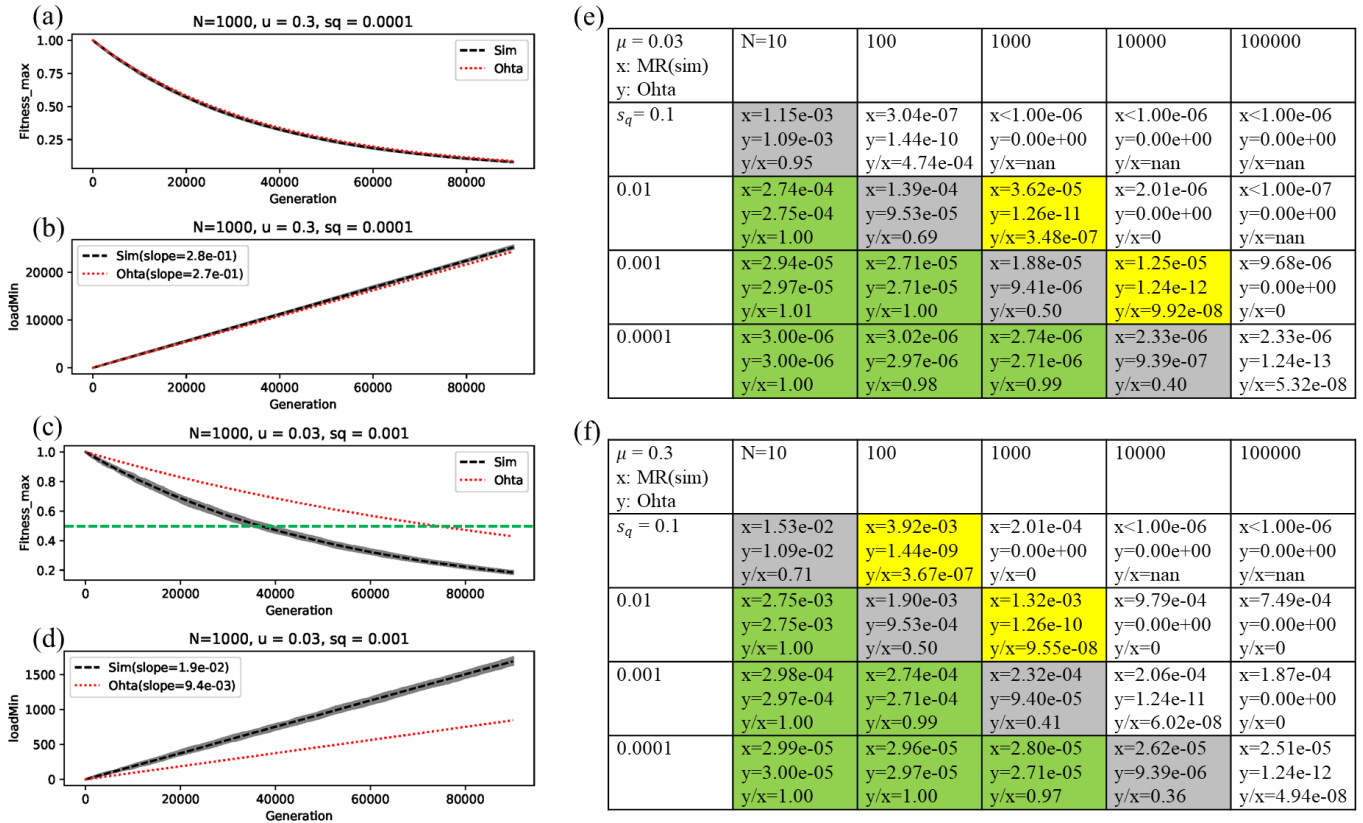 (a)
N=1000, u = 0.3, sq = 0.0001
1.00
0.75
0.50
0.25
Fitness_max
Sim
Ohta
0
20000
40000
60000
80000
Generation
(b)
N=1000, u = 0.3, sq = 0.0001
20000
10000
0
loadMin
Sim(slope=2.8e-01)
Ohta(slope=2.7e-01)
0
20000
40000
60000
80000
Generation
(c)
N=1000, u = 0.03, sq = 0.001
1.0
0.8
0.6
0.4
0.2
Fitness_max
Sim
Ohta
0
20000
40000
60000
80000
Generation
(d)
N=1000, u = 0.03, sq = 0.001
1500
1000
500
0
loadMin
Sim(slope=1.9e-02)
Ohta(slope=9.4e-03)
0
20000
40000
60000
80000
Generation
(e)
μ = 0.03
x: MR(sim)
y: Ohta
N=10
100
1000
10000
100000
s_q= 0.1
x=1.15e-03
y=1.09e-03
y/x=0.95
x=3.04e-07
y=1.44e-10
y/x=4.74e-04
x<1.00e-06
y=0.00e+00
y/x=nan
x<1.00e-06
y=0.00e+00
y/x=nan
x<1.00e-06
y=0.00e+00
y/x=nan
0.01
x=2.74e-04
y=2.75e-04
y/x=1.00
x=1.39e-04
y=9.53e-05
y/x=0.69
x=3.62e-05
y=1.26e-11
y/x=3.48e-07
x=2.01e-06
y=0.00e+00
y/x=0
x<1.00e-07
y=0.00e+00
y/x=nan
0.001
x=2.94e-05
y=2.97e-05
y/x=1.01
x=2.71e-05
y=2.71e-05
y/x=1.00
x=1.88e-05
y=9.41e-06
y/x=0.50
x=1.25e-05
y=1.24e-12
y/x=9.92e-08
x=9.68e-06
y=0.00e+00
y/x=0
0.0001
x=3.00e-06
y=3.00e-06
y/x=1.00
x=3.02e-06
y=2.97e-06
y/x=0.98
x=2.74e-06
y=2.71e-06
y/x=0.99
x=2.33e-06
y=9.39e-07
y/x=0.40
x=2.33e-06
y=1.24e-13
y/x=5.32e-08
(f)
μ = 0.3
x: MR(sim)
y: Ohta
N=10
100
1000
10000
100000
s_q = 0.1
x=1.53e-02
y=1.09e-02
y/x=0.71
x=3.92e-03
y=1.44e-09
y/x=3.67e-07
x=2.01e-04
y=0.00e+00
y/x=0
x<1.00e-06
y=0.00e+00
y/x=nan
x<1.00e-06
y=0.00e+00
y/x=nan
0.01
x=2.75e-03
y=2.75e-03
y/x=1.00
x=1.90e-03
y=9.53e-04
y/x=0.50
x=1.32e-03
y=1.26e-10
y/x=9.55e-08
x=9.79e-04
y=0.00e+00
y/x=0
x=7.49e-04
y=0.00e+00
y/x=0
0.001
x=2.98e-04
y=2.97e-04
y/x=1.00
x=2.74e-04
y=2.71e-04
y/x=0.99
x=2.32e-04
y=9.40e-05
y/x=0.41
x=2.06e-04
y=1.24e-11
y/x=6.02e-08
x=1.87e-04
y=0.00e+00
y/x=0
0.0001
x=2.99e-05
y=3.00e-05
y/x=1.00
x=2.96e-05
y=2.97e-05
y/x=1.00
x=2.80e-05
y=2.71e-05
y/x=0.97
x=2.62e-05
y=9.39e-06
y/x=0.36
x=2.51e-05
y=1.24e-12
y/x=4.94e-08